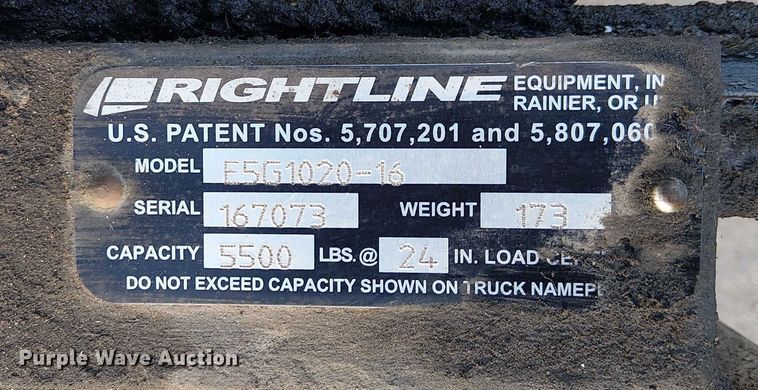 RIGHTLINE EQUIPMENT, IN
RAINIER, OR
U.S. PATENT Nos. 5,707,201 and 5,807,060
MODEL E5G1020-16
SERIAL 167073 WEIGHT 173
CAPACITY 5500 LBS.@ 24 IN. LOAD
DO NOT EXCEED CAPACITY SHOWN ON TRUCK NAMEP
Purple Wave Auction